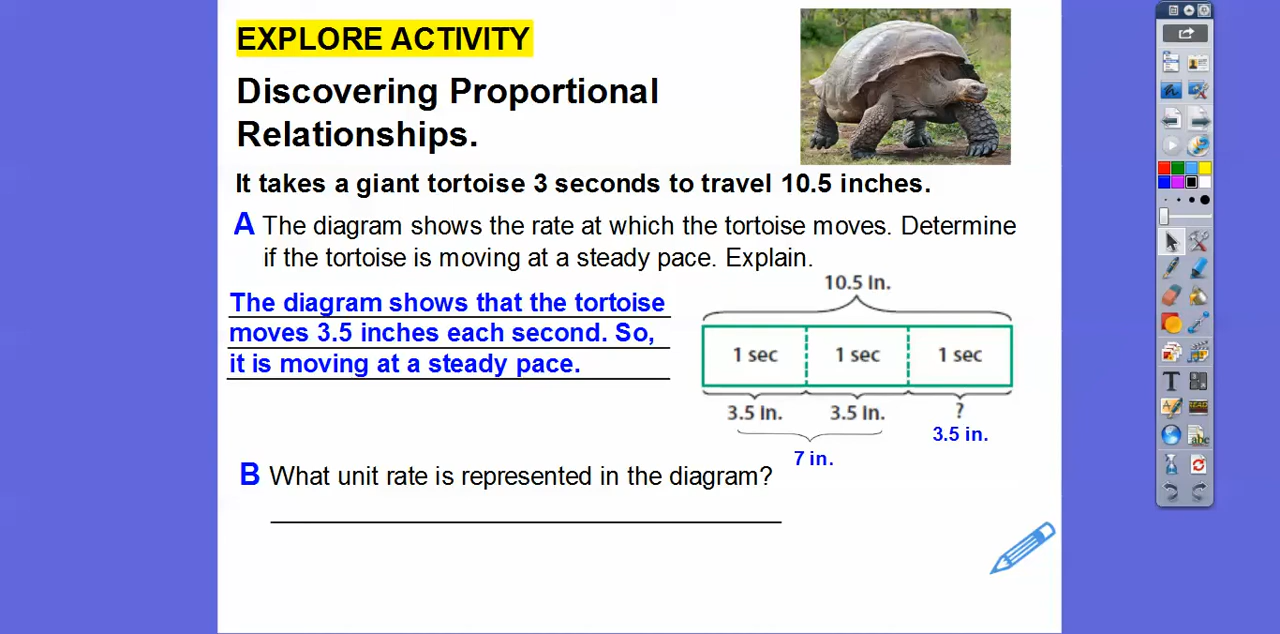 EXPLORE ACTIVITY
Discovering Proportional
Relationships.
It takes a giant tortoise 3 seconds to travel 10.5 inches.
A The diagram shows the rate at which the tortoise moves. Determine
if the tortoise is moving at a steady pace. Explain.
The diagram shows that the tortoise
moves 3.5 inches each second. So,
it is moving at a steady pace.
10.5 in.
1 sec 1 sec 1 sec
3.5 in. 3.5 in. ?
3.5 in.
7 in.
B What unit rate is represented in the diagram?